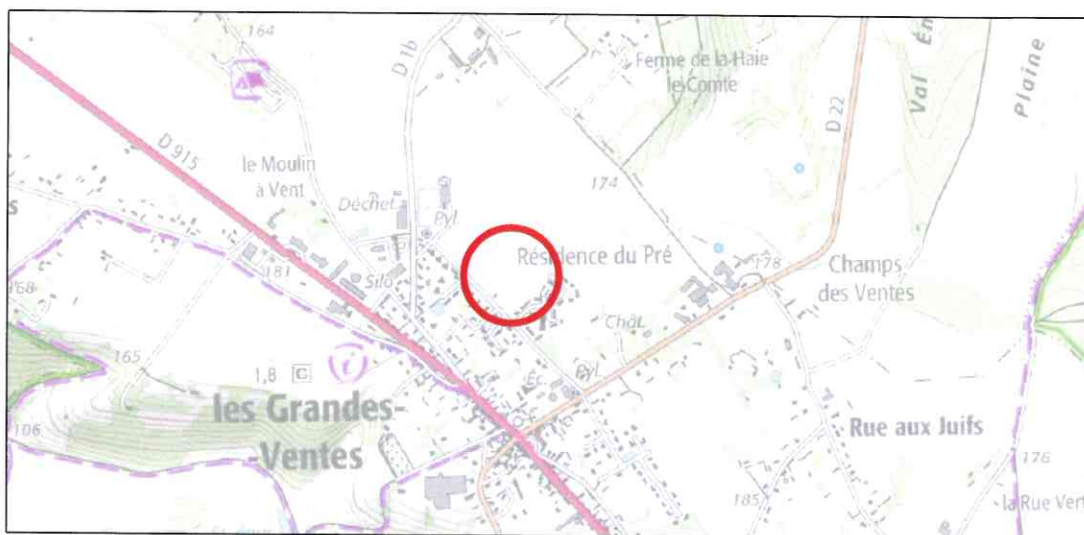 164
D 1b
Ferme de la Haie
le Comte
D 22
Plaine
D 915
le Moulin
à Vent
174
Déchet.
Pyl.
s
Résidence du Pré
178
181
Silo
Champs
des Ventes
Chât.
165
1,8 C
Ec.
Pyl.
les Grandes-
-Ventes
106
Rue aux Juifs
176
185
la Rue Vert